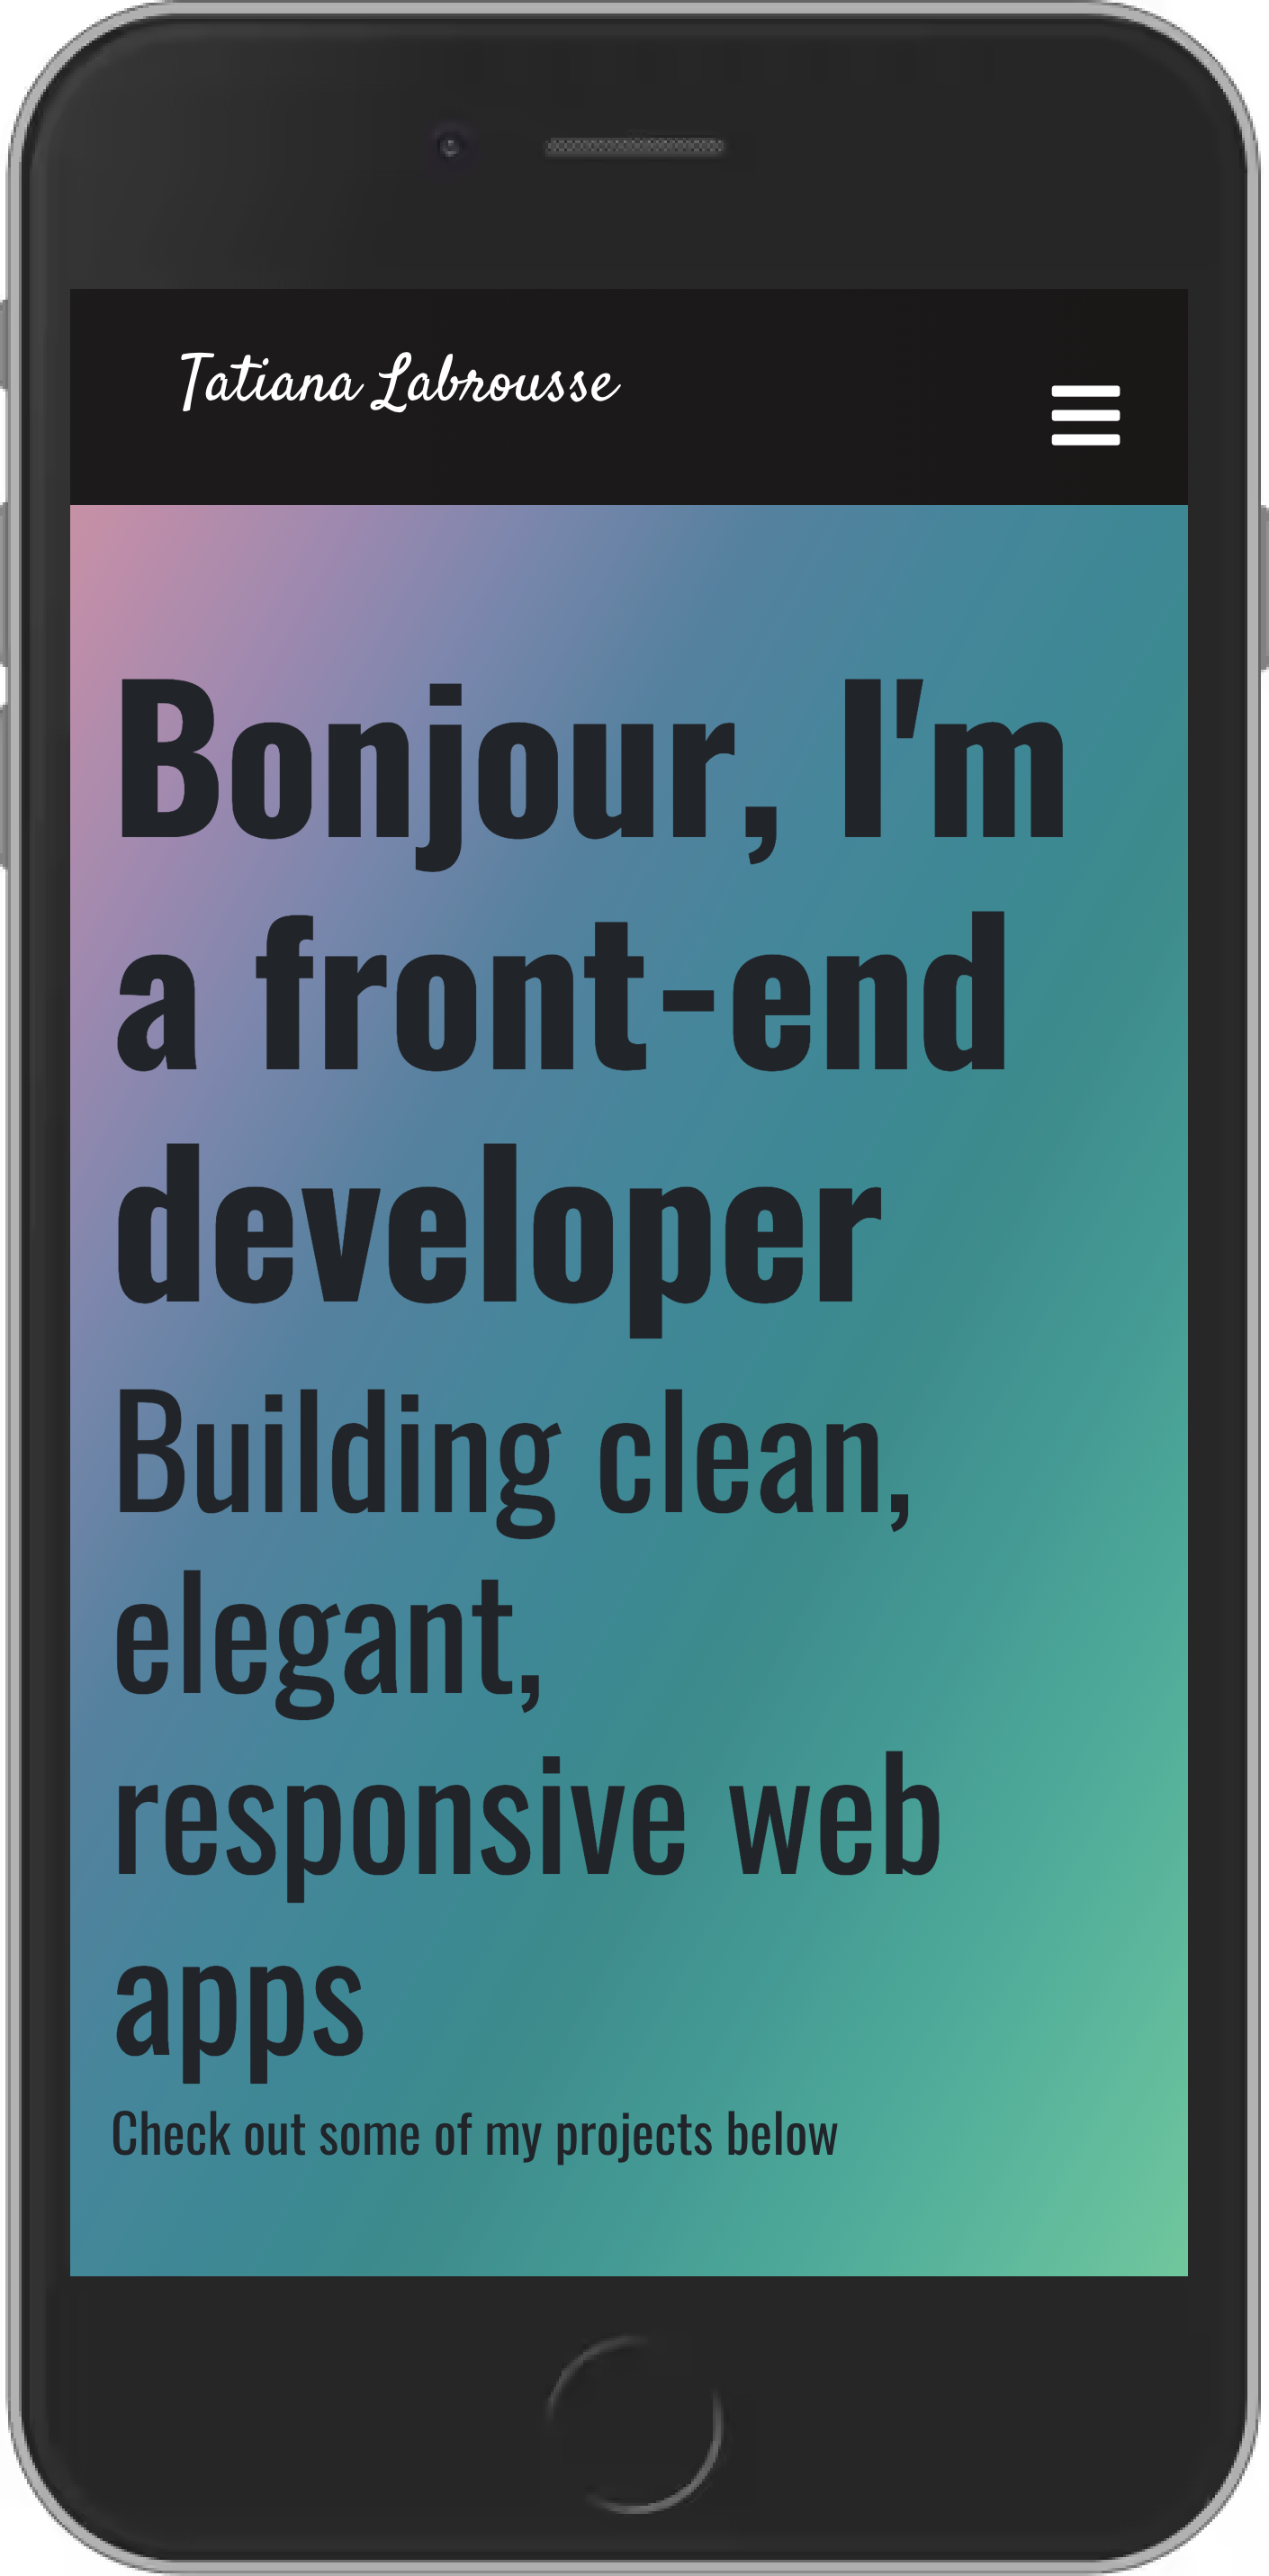 Tatiana Labrousse
Bonjour, I'm
a front-end
developer
Building clean,
elegant,
responsive web
apps
Check out some of my projects below